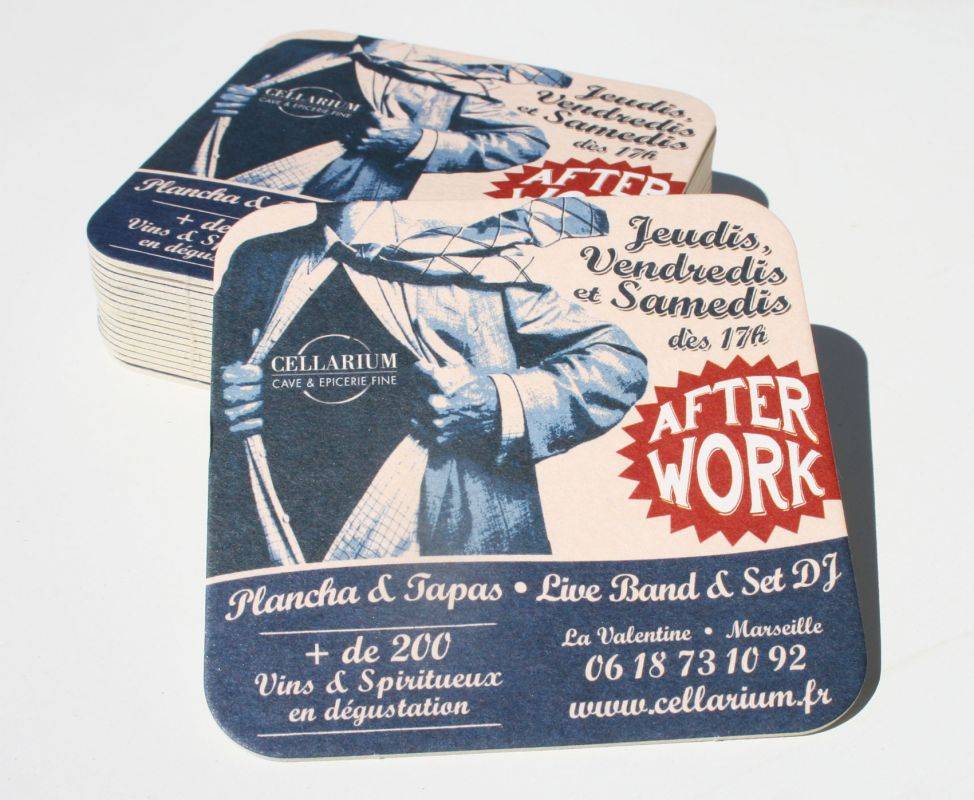 CELLARIUM
CAVE & EPICERIE FINE
Jeudis,
Vendredis
et Samedis
dès 17h
AFTER
Plancha &
+ de
Vins & Sp
en dégus
Jeudis,
Vendredis
et Samedis
dès 17h
CELLARIUM
CAVE & EPICERIE FINE
AFTER
WORK
Plancha & Tapas • Live Band & Set DJ
+ de 200
Vins & Spiritueux
en dégustation
La Valentine • Marseille
06 18 73 10 92
www.cellarium.fr